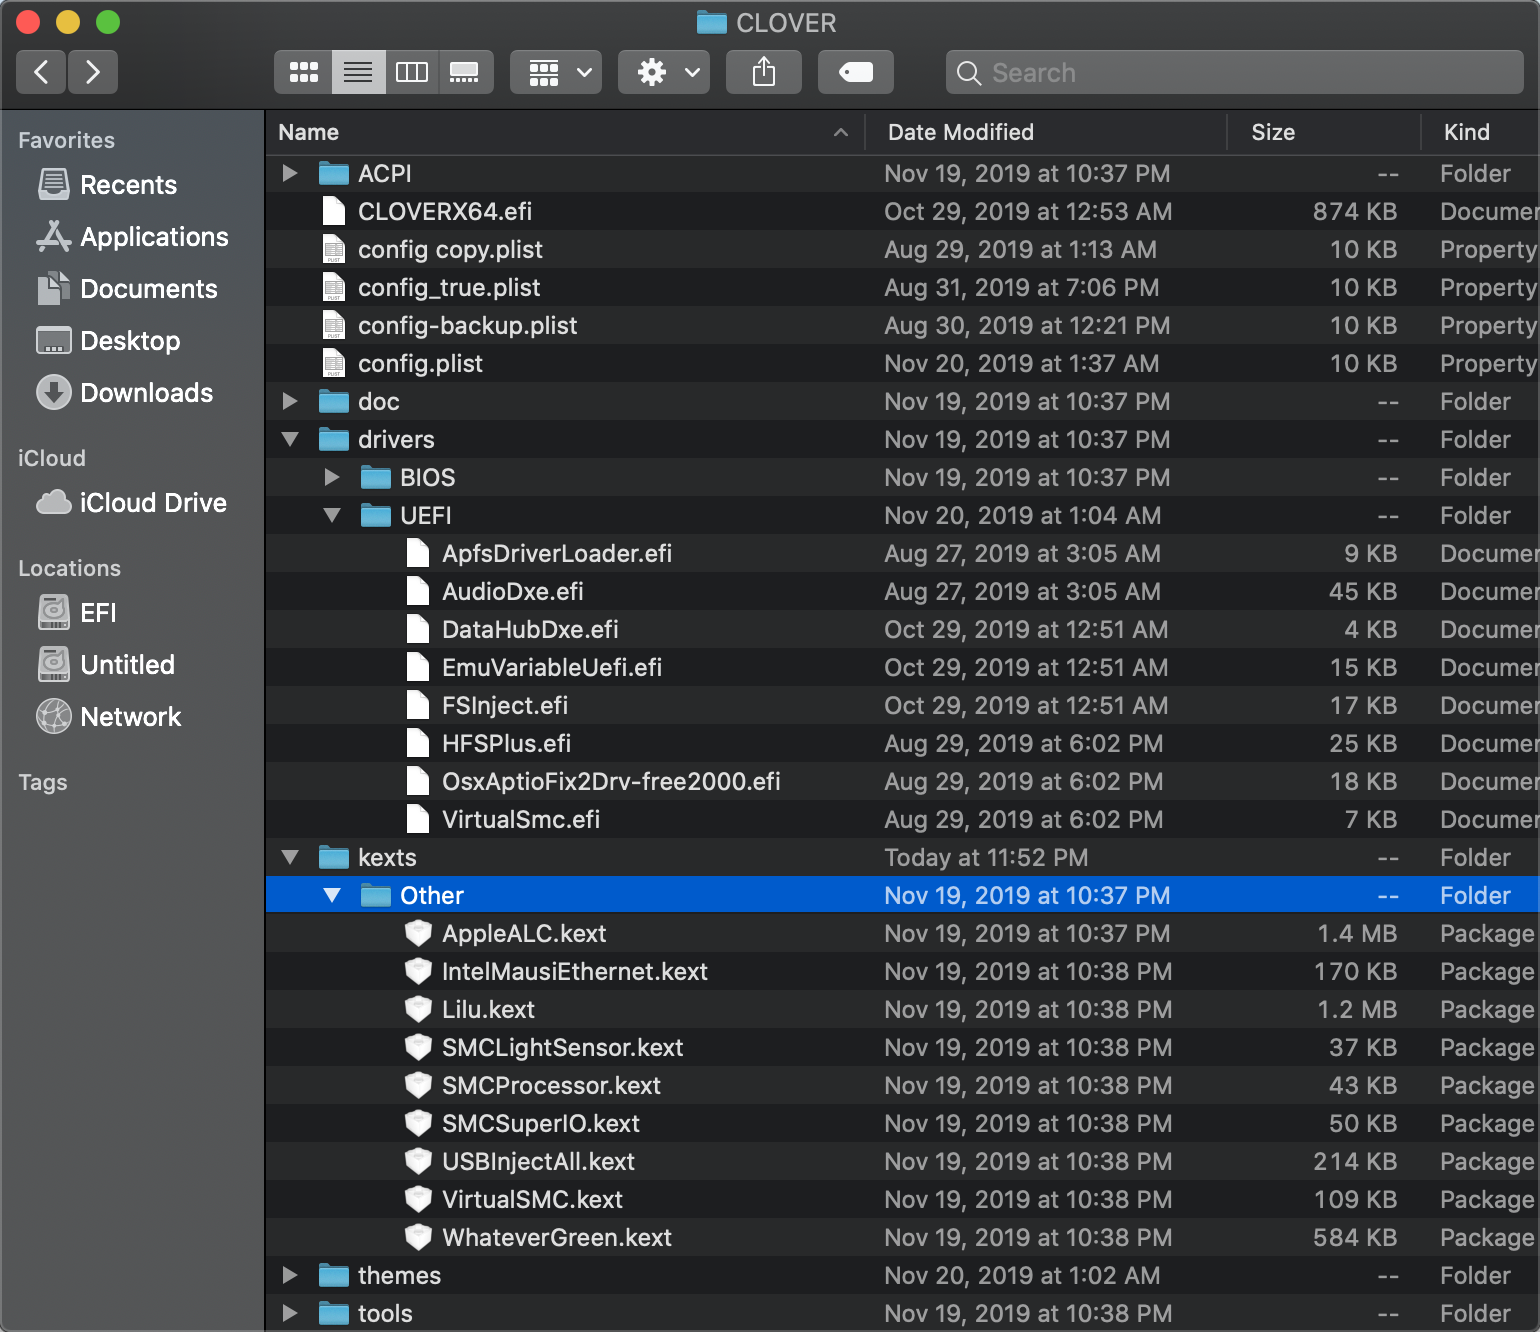 CLOVER
Search
Favorites
Recents
Applications
Documents
Desktop
Downloads
iCloud
iCloud Drive
Locations
EFI
Untitled
Network
Tags
Name Date Modified Size Kind
ACPI Nov 19, 2019 at 10:37 PM -- Folder
CLOVERX64.efi Oct 29, 2019 at 12:53 AM 874 KB Documen
config copy.plist Aug 29, 2019 at 1:13 AM 10 KB Property
config_true.plist Aug 31, 2019 at 7:06 PM 10 KB Property
config-backup.plist Aug 30, 2019 at 12:21 PM 10 KB Property
config.plist Nov 20, 2019 at 1:37 AM 10 KB Property
doc Nov 19, 2019 at 10:37 PM -- Folder
drivers Nov 19, 2019 at 10:37 PM -- Folder
BIOS Nov 19, 2019 at 10:37 PM -- Folder
UEFI Nov 20, 2019 at 1:04 AM -- Folder
ApfsDriverLoader.efi Aug 27, 2019 at 3:05 AM 9 KB Documen
AudioDxe.efi Aug 27, 2019 at 3:05 AM 45 KB Documen
DataHubDxe.efi Oct 29, 2019 at 12:51 AM 4 KB Documen
EmuVariableUefi.efi Oct 29, 2019 at 12:51 AM 15 KB Documen
FSInject.efi Oct 29, 2019 at 12:51 AM 17 KB Documen
HFSPlus.efi Aug 29, 2019 at 6:02 PM 25 KB Documen
OsxAptioFix2Drv-free2000.efi Aug 29, 2019 at 6:02 PM 18 KB Documen
VirtualSmc.efi Aug 29, 2019 at 6:02 PM 7 KB Documen
kexts Today at 11:52 PM -- Folder
Other Nov 19, 2019 at 10:37 PM -- Folder
AppleALC.kext Nov 19, 2019 at 10:37 PM 1.4 MB Package
IntelMausiEthernet.kext Nov 19, 2019 at 10:38 PM 170 KB Package
Lilu.kext Nov 19, 2019 at 10:38 PM 1.2 MB Package
SMCLightSensor.kext Nov 19, 2019 at 10:38 PM 37 KB Package
SMCProcessor.kext Nov 19, 2019 at 10:38 PM 43 KB Package
SMCSuperIO.kext Nov 19, 2019 at 10:38 PM 50 KB Package
USBInjectAll.kext Nov 19, 2019 at 10:38 PM 214 KB Package
VirtualSMC.kext Nov 19, 2019 at 10:38 PM 109 KB Package
WhateverGreen.kext Nov 19, 2019 at 10:38 PM 584 KB Package
themes Nov 20, 2019 at 1:02 AM -- Folder
tools Nov 19, 2019 at 10:38 PM -- Folder